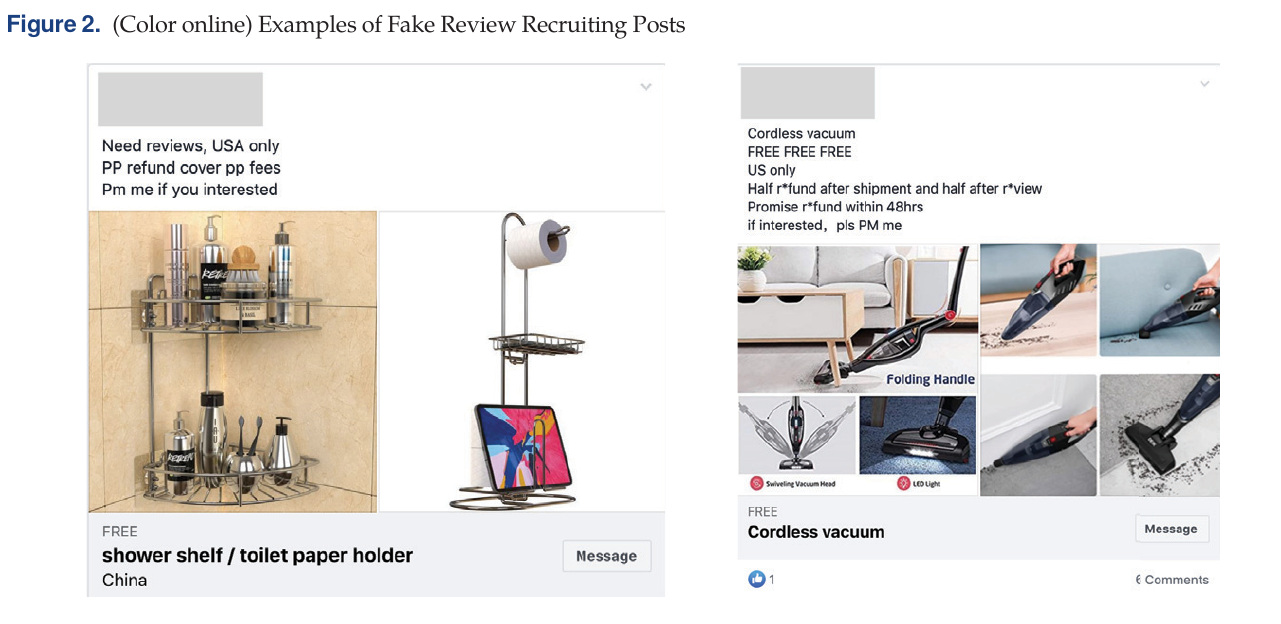 Figure 2. (Color online) Examples of Fake Review Recruiting Posts
Need reviews, USA only
PP refund cover pp fees
Pm me if you interested
FREE
shower shelf / toilet paper holder
China
Message
Cordless vacuum
FREE FREE FREE
US only
Half r*fund after shipment and half after r*view
Promise r*fund within 48hrs
if interested，pls PM me
Folding Handle
Swiveling Vacuum Head
LED Light
FREE
Cordless vacuum
Message
1
6 Comments